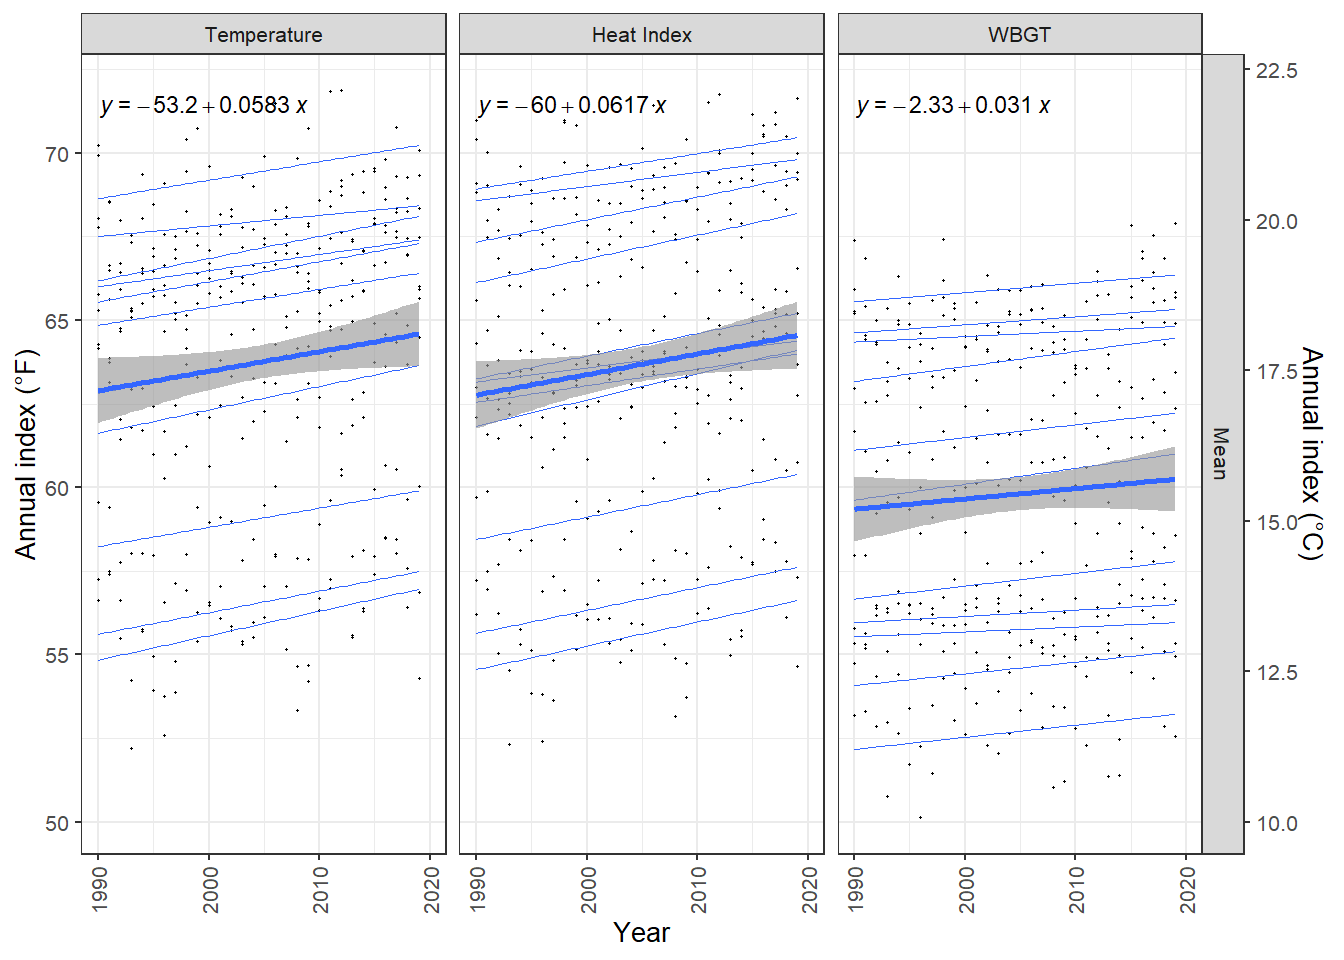 Temperature
Heat Index
WBGT
y = −53.2 + 0.0583 x
y = −60 + 0.0617 x
y = −2.33 + 0.031 x
70
65
60
55
50
Annual index (°F)
22.5
20.0
17.5
15.0
12.5
10.0
Annual index (°C)
Mean
1990 2000 2010 2020
1990 2000 2010 2020
1990 2000 2010 2020
Year